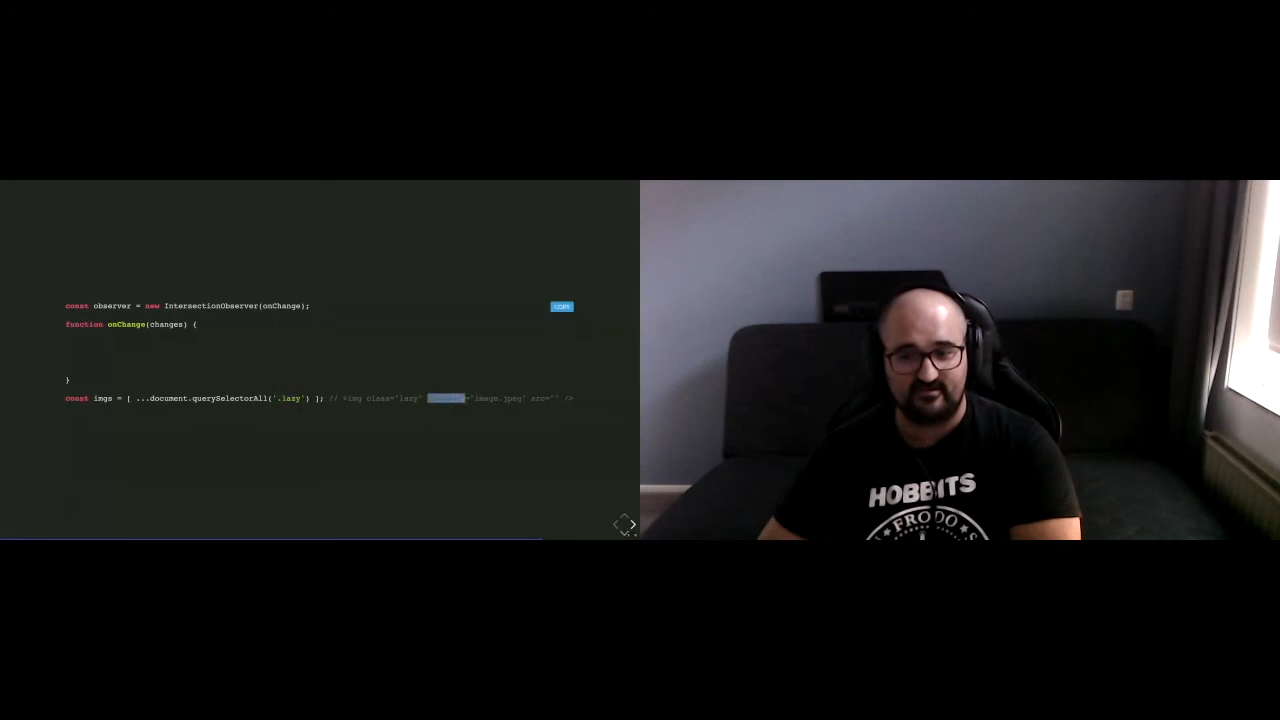 const observer = new IntersectionObserver(onChange);
COPY
function onChange(changes) {
}
const imgs = [ ...document.querySelectorAll('.lazy') ]; // <img class="lazy" ="image.jpeg" src="" />
HOBBITS
FRODO